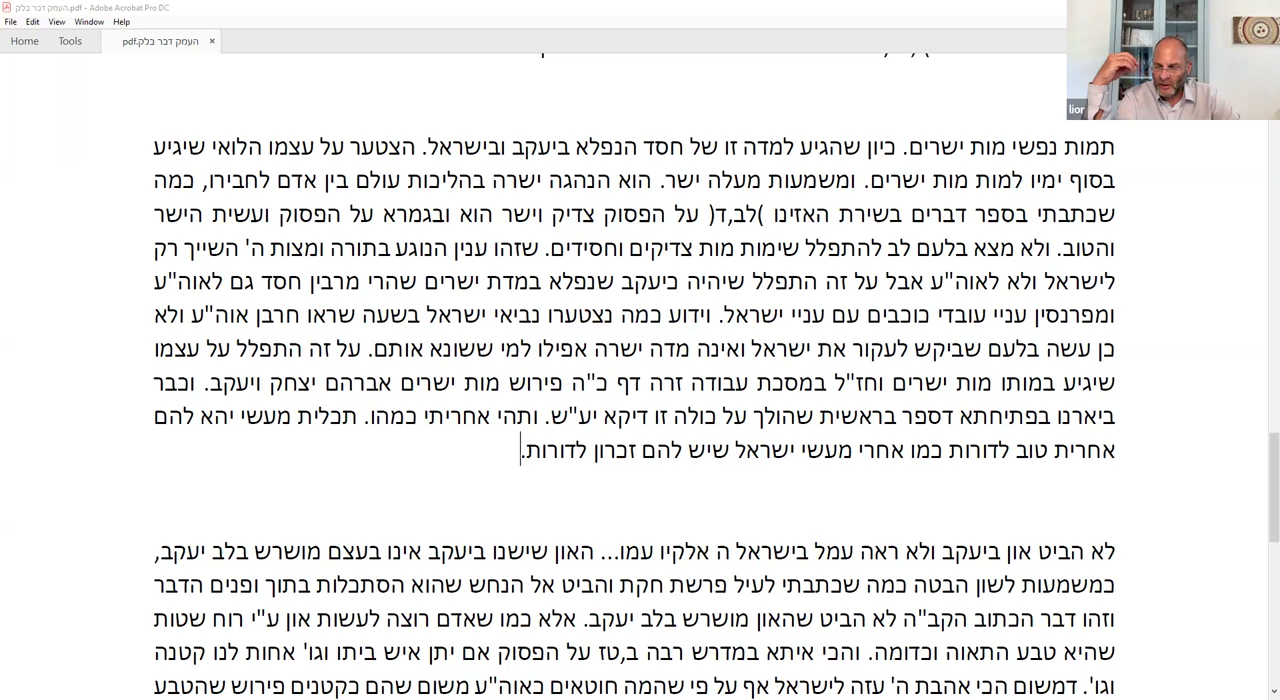 העמק דבר בלק.pdf - Adobe Acrobat Pro DC
File Edit View Window Help
Home Tools העמק דבר בלק.pdf ×
lior
תמות נפשי מות ישרים. כיון שהגיע למדה זו של חסד הנפלא ביעקב ובישראל. הצטער על עצמו הלואי שיגיע
בסוף ימיו למות מות ישרים. ומשמעות מעלה ישר. הוא הנהגה ישרה בהליכות עולם בין אדם לחבירו, כמה
שכתבתי בספר דברים בשירת האזינו )לב,ד( על הפסוק צדיק וישר הוא ובגמרא על הפסוק ועשית הישר
והטוב. ולא מצא בלעם לב להתפלל שימות מות צדיקים וחסידים. שזהו ענין הנוגע בתורה ומצות ה' השייך רק
לישראל ולא לאוה"ע אבל על זה התפלל שיהיה כיעקב שנפלא במדת ישרים שהרי מרבין חסד גם לאוה"ע
ומפרנסין עניי עובדי כוכבים עם עניי ישראל. וידוע כמה נצטערו נביאי ישראל בשעה שראו חרבן אוה"ע ולא
כן עשה בלעם שביקש לעקור את ישראל ואינה מדה ישרה אפילו למי ששונא אותם. על זה התפלל על עצמו
שיגיע במותו מות ישרים וחז"ל במסכת עבודה זרה דף כ"ה פירוש מות ישרים אברהם יצחק ויעקב. וכבר
ביארנו בפתיחתא דספר בראשית שהולך על כולה זו דיקא יע"ש. ותהי אחריתי כמהו. תכלית מעשי יהא להם
אחרית טוב לדורות כמו אחרי מעשי ישראל שיש להם זכרון לדורות.
לא הביט און ביעקב ולא ראה עמל בישראל ה אלקיו עמו... האון שישנו ביעקב אינו בעצם מושרש בלב יעקב,
כמשמעות לשון הבטה כמה שכתבתי לעיל פרשת חקת והביט אל הנחש שהוא הסתכלות בתוך ופנים הדבר
וזהו דבר הכתוב הקב"ה לא הביט שהאון מושרש בלב יעקב. אלא כמו שאדם רוצה לעשות און ע"י רוח שטות
שהיא טבע התאוה וכדומה. והכי איתא במדרש רבה ב,טז על הפסוק אם יתן איש ביתו וגו' אחות לנו קטנה
וגו'. דמשום הכי אהבת ה' עזה לישראל אף על פי שהמה חוטאים כאוה"ע משום שהם כקטנים פירוש שהטבע